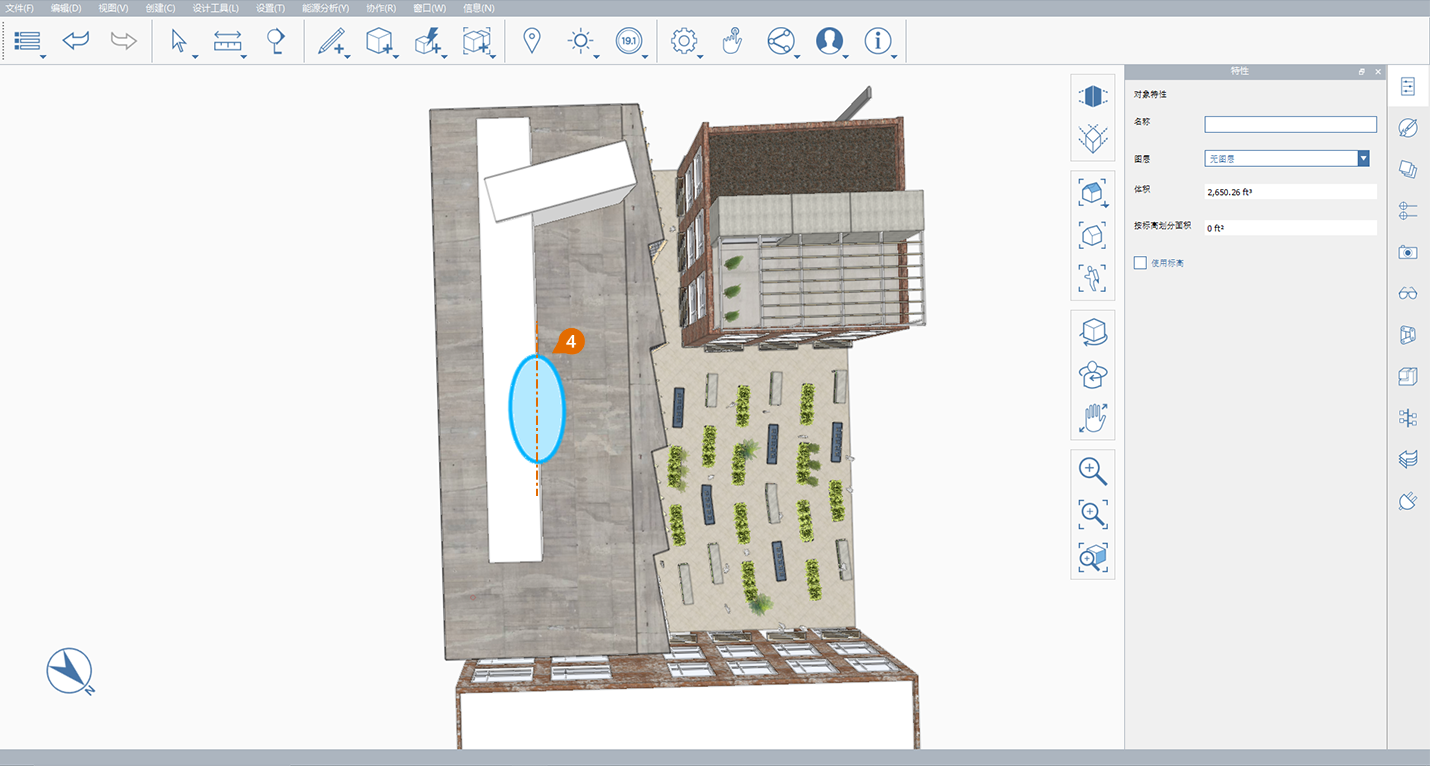 文件(F) 编辑(D) 视图(V) 创建(C) 设计工具(L) 设置(T) 能源分析(Y) 协作(R) 窗口(W) 信息(N)
19.1
特性
对象特性
名称
图层 无图层
体积 2,650.26 ft³
按标高划分面积 0 ft²
使用标高
4
N